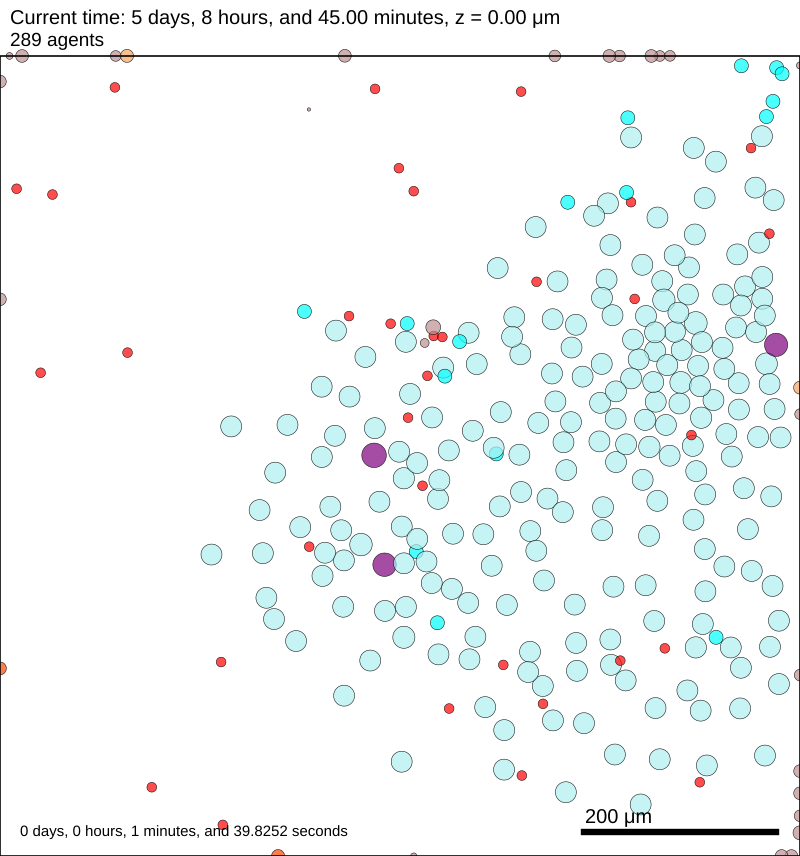 Current time: 5 days, 8 hours, and 45.00 minutes, z = 0.00 μm
289 agents
200 μm
0 days, 0 hours, 1 minutes, and 39.8252 seconds